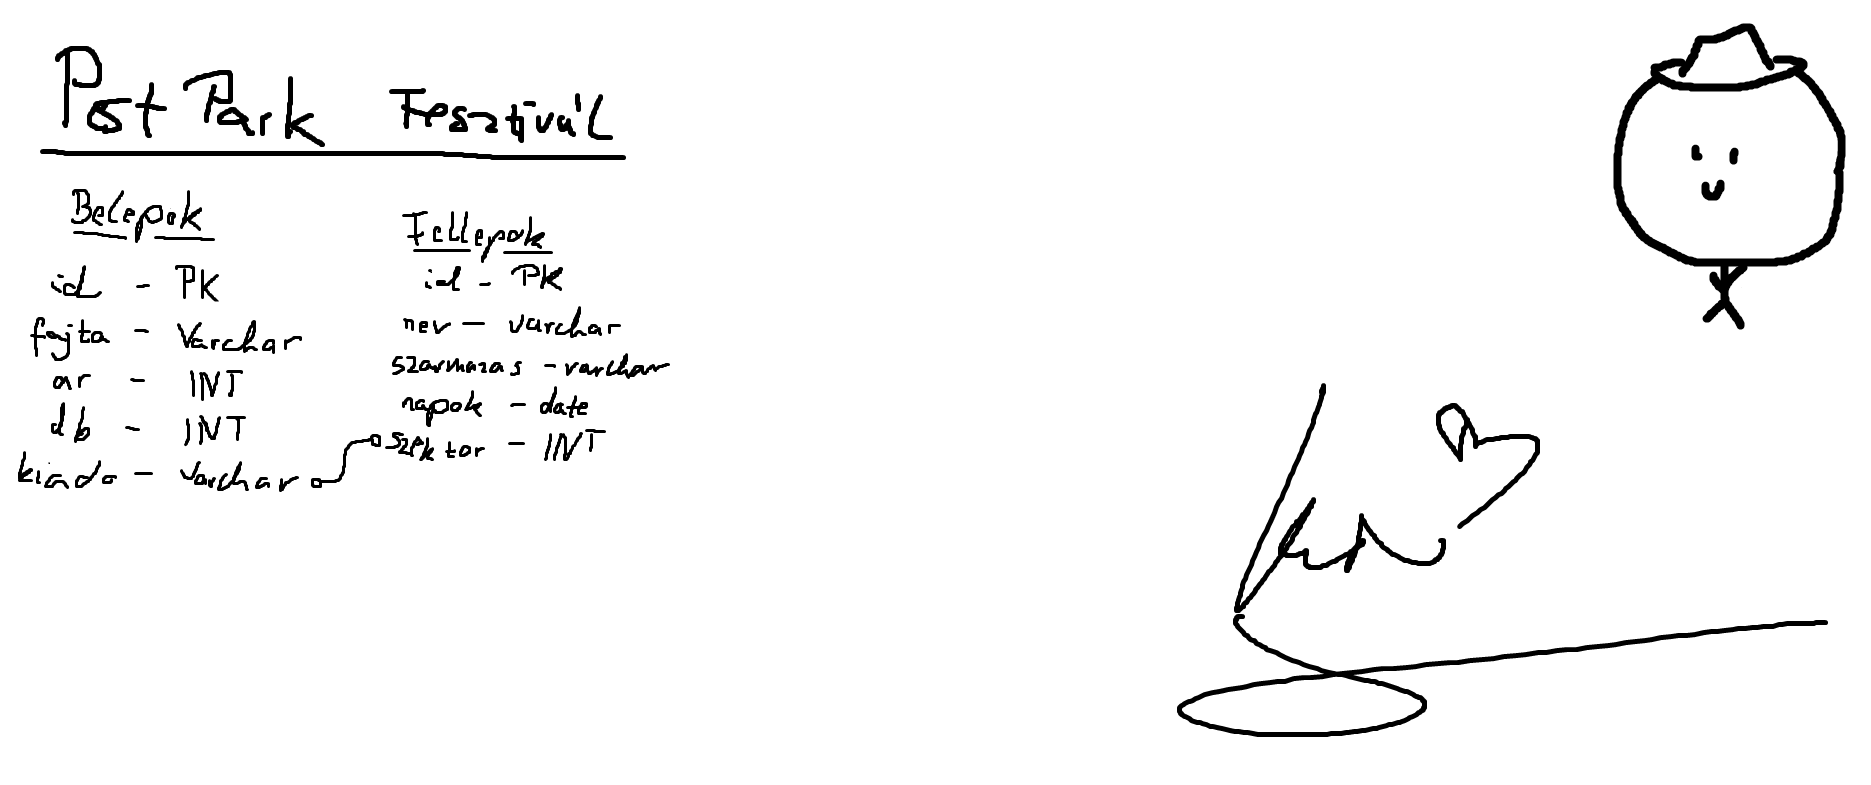 Post Park Fesztivál
Belepok
id - PK
fajta - Varchar
ar - INT
db - INT
kiado - varchar
Fellepok
id - PK
nev - varchar
szarmazas - varchar
napok - date
szektor - INT